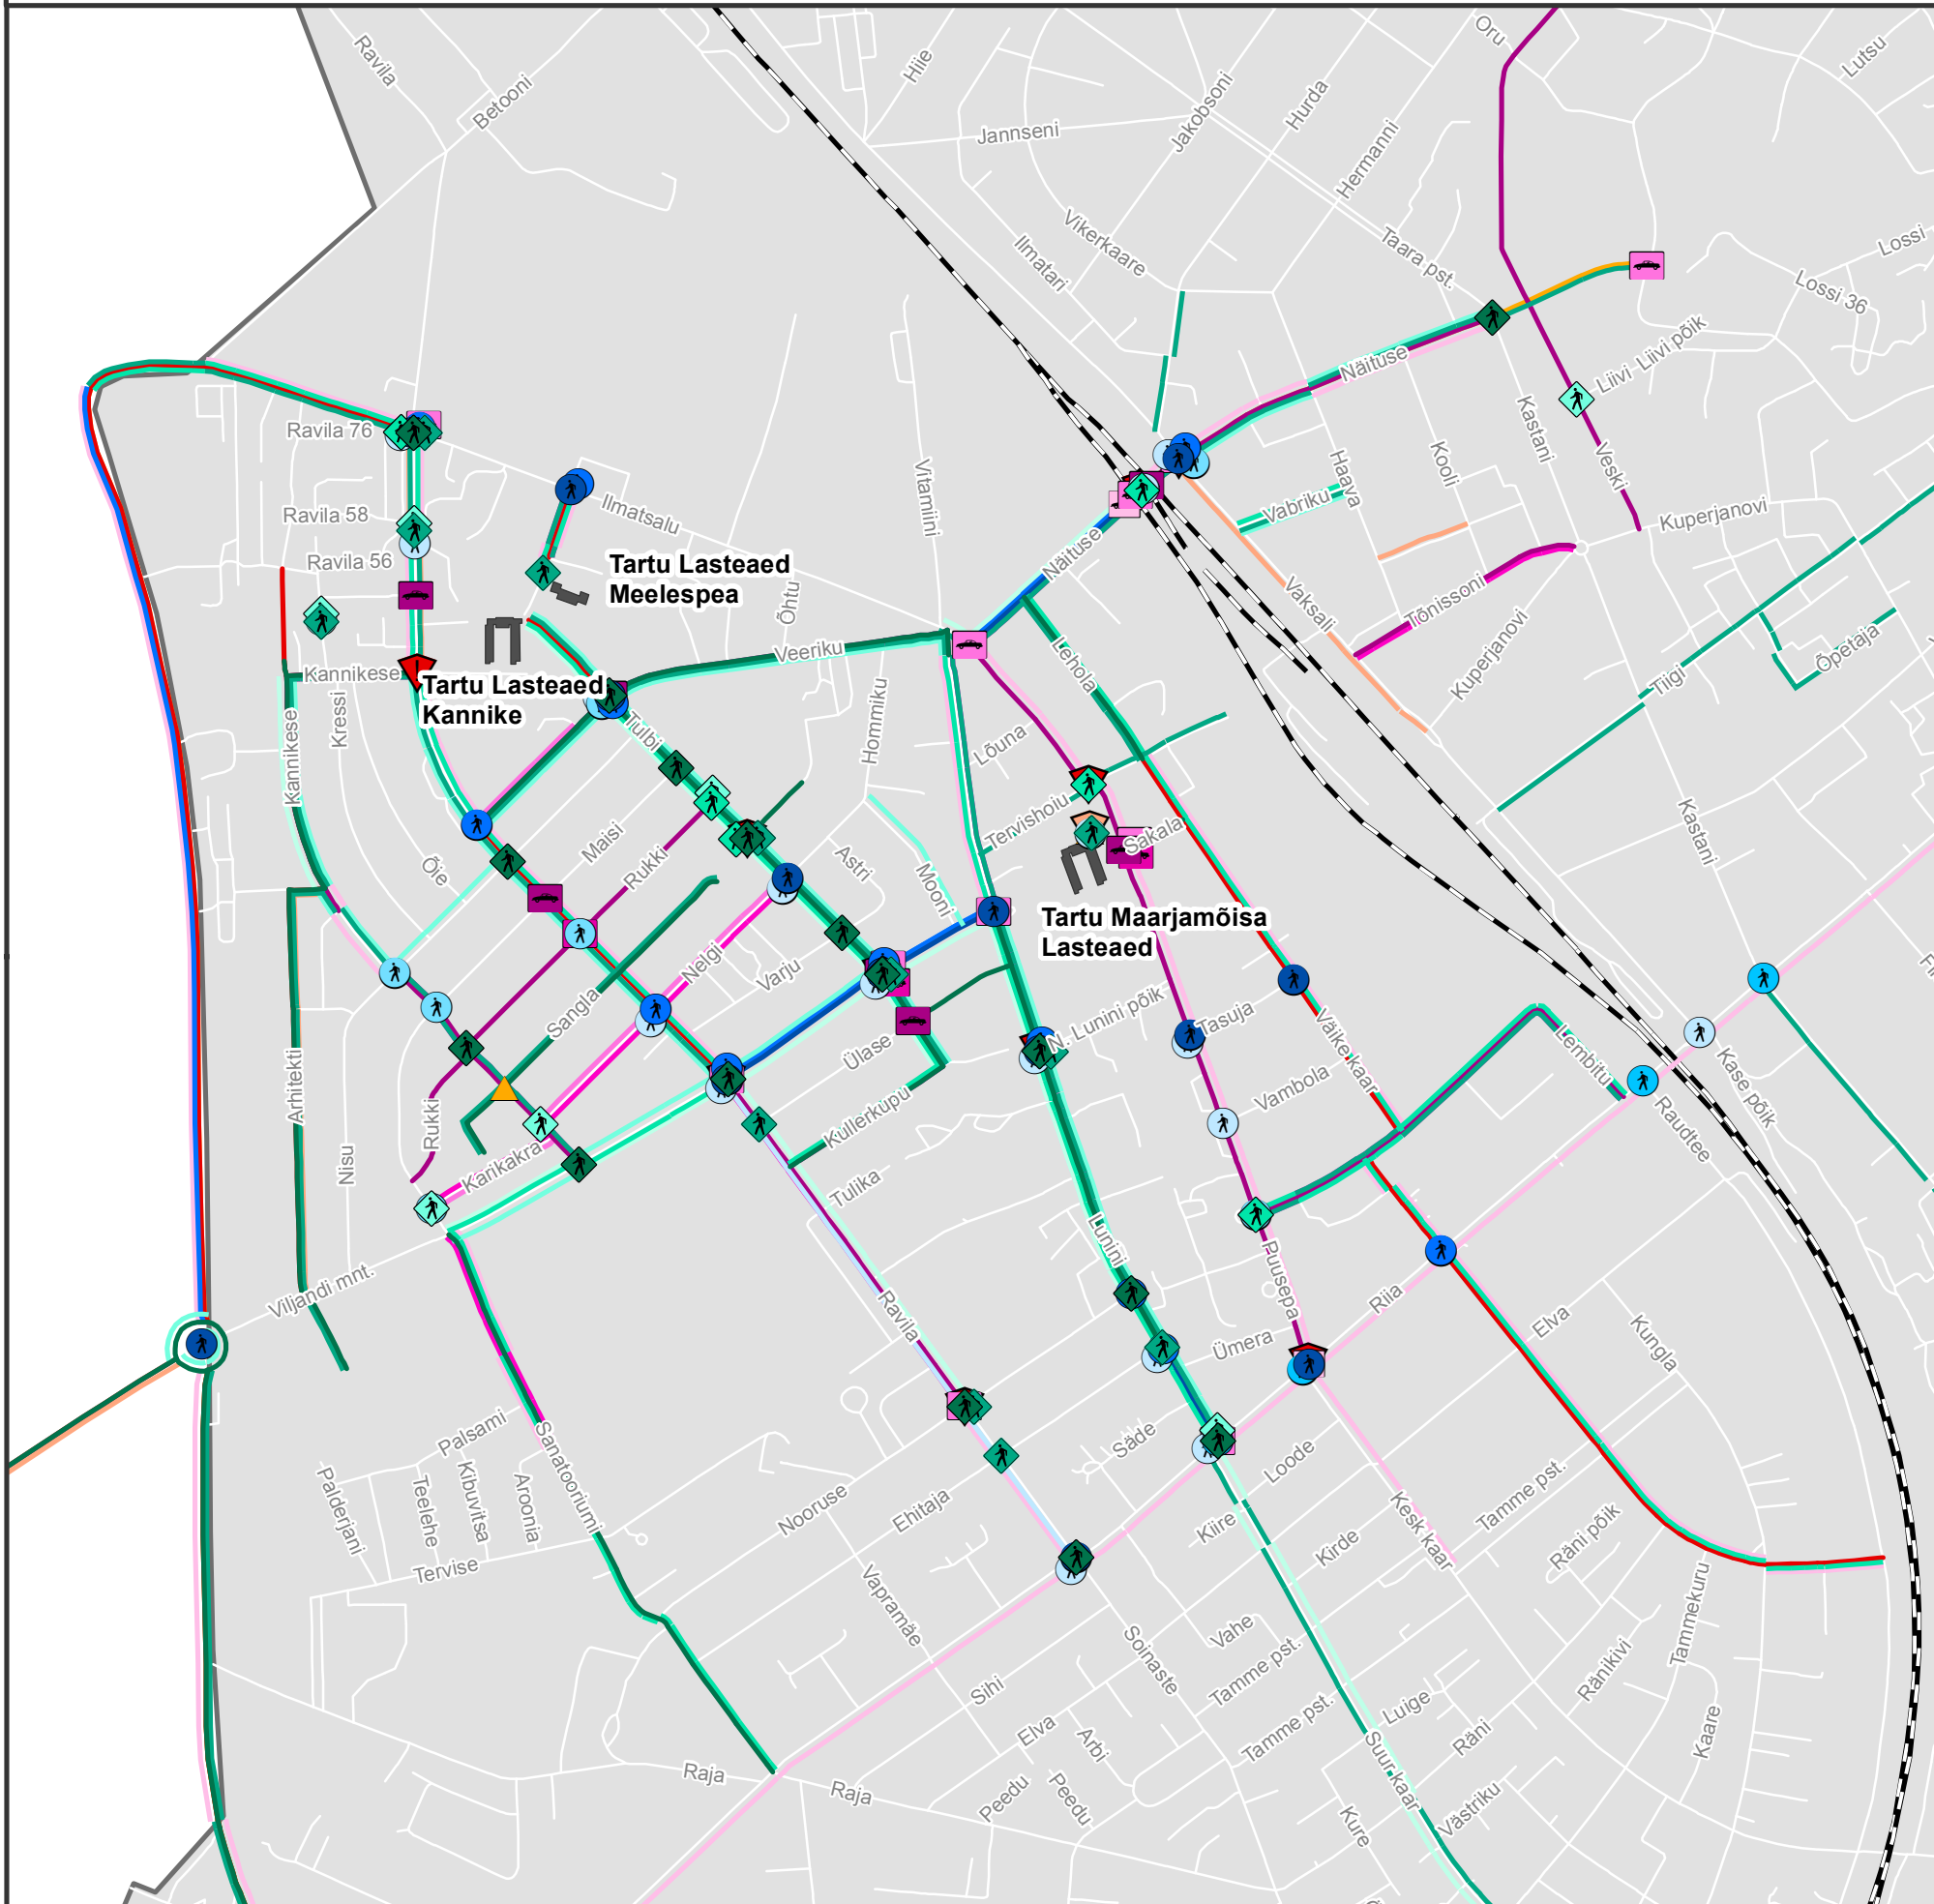 Oru
Lutsu
Ravila
Hiie
Betooni
Jakobsoni
Hurda
Jannseni
Hermanni
Vikerkaare
Ilmatari
Taara pst.
Lossi
Lossi 36
Näituse
Liivi
Liivi põik
Ravila 76
Kastani
Veski
Kooli
Haava
Vitamiini
Ilmatsalu
Vabriku
Kuperjanovi
Ravila 58
Ravila 56
Näituse
Tartu Lasteaed
Meelespea
Õhtu
Vaksali
Tõnissoni
Kuperjanovi
Õpetaja
Tiigi
Veeriku
Lehola
Kannikese
Tartu Lasteaed
Kannike
Kressi
Kannikese
Tulbi
Hommiku
Lõuna
Tervishoiu
Sakala
Kastani
Maisi
Rukki
Õie
Astri
Mooni
Tartu Maarjamõisa
Lasteaed
Nelgi
Varju
Sangla
N. Lunini põik
Tasuja
Väike kaar
Lembitu
Kase põik
Ülase
Vambola
Raudtee
Arhitekti
Rukki
Nisu
Karikakra
Kullerkupu
Tulika
Lunini
Puusepa
Riia
Viljandi mnt.
Ravila
Ümera
Elva
Kungla
Palsami
Sanatooriumi
Säde
Loode
Palderjani
Teelehe
Kibuvitsa
Aroonia
Nooruse
Ehitaja
Kiire
Kirde
Kesk kaar
Tamme pst.
Räni põik
Tervise
Vapramäe
Vahe
Soinaste
Tamme pst.
Tammekuru
Ränikivi
Sihi
Elva
Arbi
Tamme pst.
Luige
Räni
Kaare
Raja
Raja
Peedu
Peedu
Suur kaar
Västriku
Kure